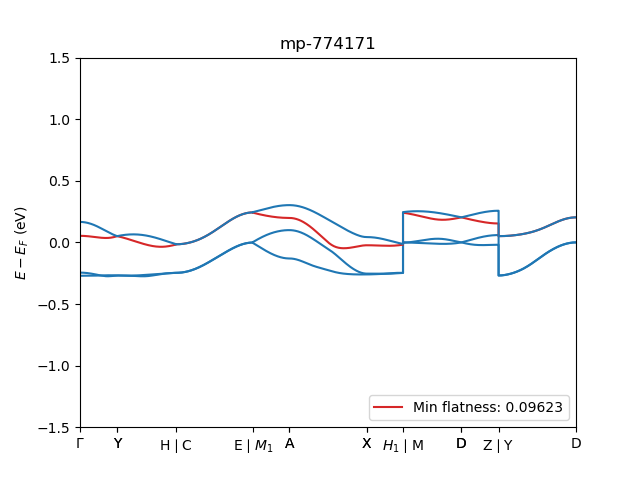 mp-774171
E − E_F (eV)
1.5
1.0
0.5
0.0
−0.5
−1.0
−1.5
Min flatness: 0.09623
Γ Y H | C E | M₁ A X H₁ | M D Z | Y D